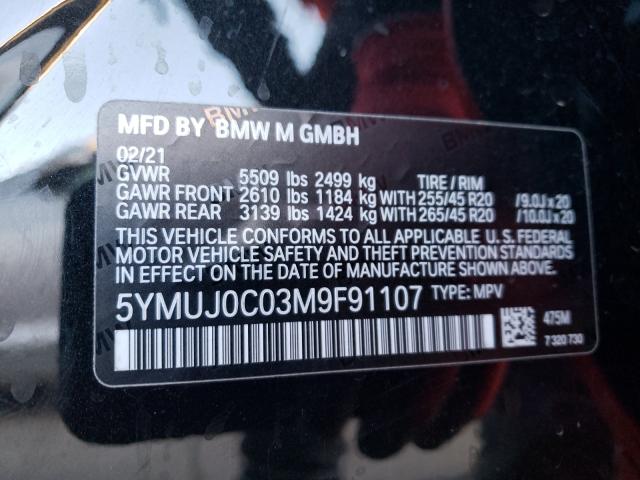 MFD BY BMW M GMBH
02/21
GVWR 5509 lbs 2499 kg TIRE / RIM
GAWR FRONT 2610 lbs 1184 kg WITH 255/45 R20 /9.0J x 20
GAWR REAR 3139 lbs 1424 kg WITH 265/45 R20 /10.0J x 20
THIS VEHICLE CONFORMS TO ALL APPLICABLE U.S. FEDERAL
MOTOR VEHICLE SAFETY AND THEFT PREVENTION STANDARDS
IN EFFECT ON THE DATE OF MANUFACTURE SHOWN ABOVE.
5YMUJ0C03M9F91107 TYPE: MPV
475M
7 320 730